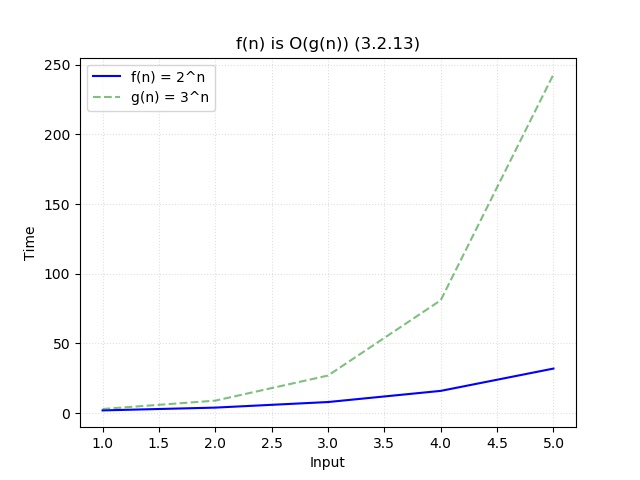 f(n) is O(g(n)) (3.2.13)
f(n) = 2^n
g(n) = 3^n
Time
250
200
150
100
50
0
1.0 1.5 2.0 2.5 3.0 3.5 4.0 4.5 5.0
Input